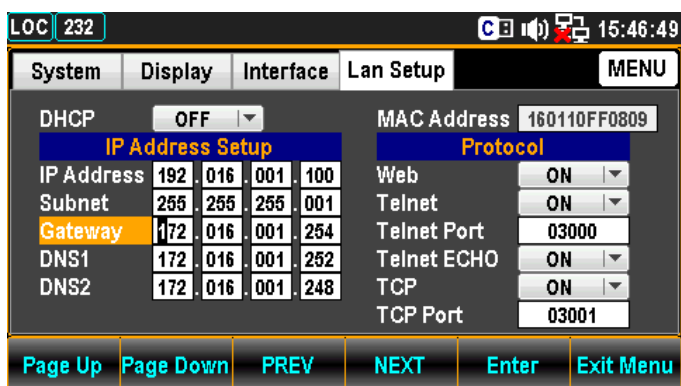 LOC 232 C 15:46:49
System Display Interface Lan Setup MENU
DHCP OFF
IP Address Setup
IP Address 192.016.001.100
Subnet 255.255.255.001
Gateway 172.016.001.254
DNS1 172.016.001.252
DNS2 172.016.001.248
MAC Address 160110FF0809
Protocol
Web ON
Telnet ON
Telnet Port 03000
Telnet ECHO ON
TCP ON
TCP Port 03001
Page Up Page Down PREV NEXT Enter Exit Menu